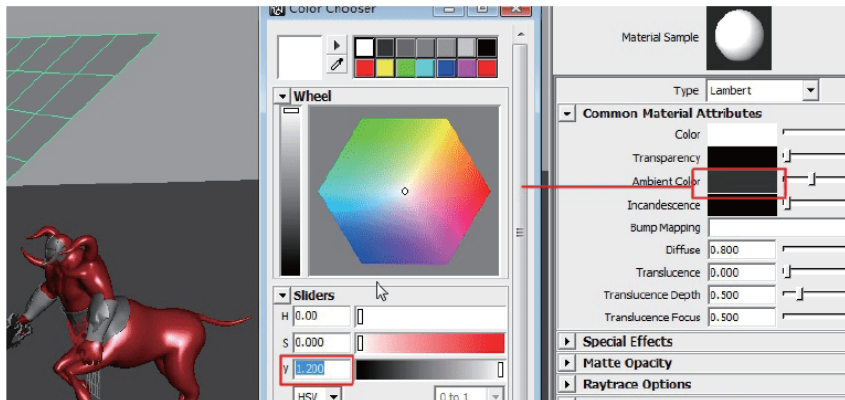 Color Chooser
Wheel
Sliders
H 0.00
S 0.000
V 1.200
HSV
0 to 1
Material Sample
Type Lambert
Common Material Attributes
Color
Transparency
Ambient Color
Incandescence
Bump Mapping
Diffuse 0.800
Translucence 0.000
Translucence Depth 0.500
Translucence Focus 0.500
Special Effects
Matte Opacity
Raytrace Options